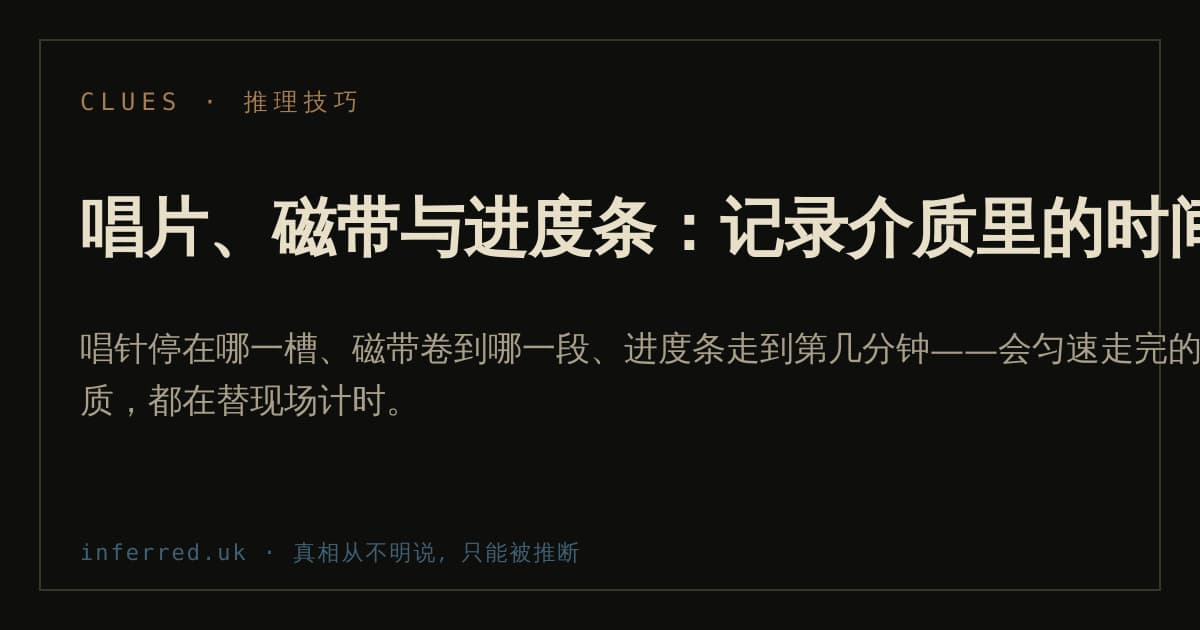 CLUES · 推理技巧
唱片、磁带与进度条：记录介质里的时间
唱针停在哪一槽、磁带卷到哪一段、进度条走到第几分钟——会匀速走完的
质，都在替现场计时。
inferred.uk · 真相从不明说，只能被推断